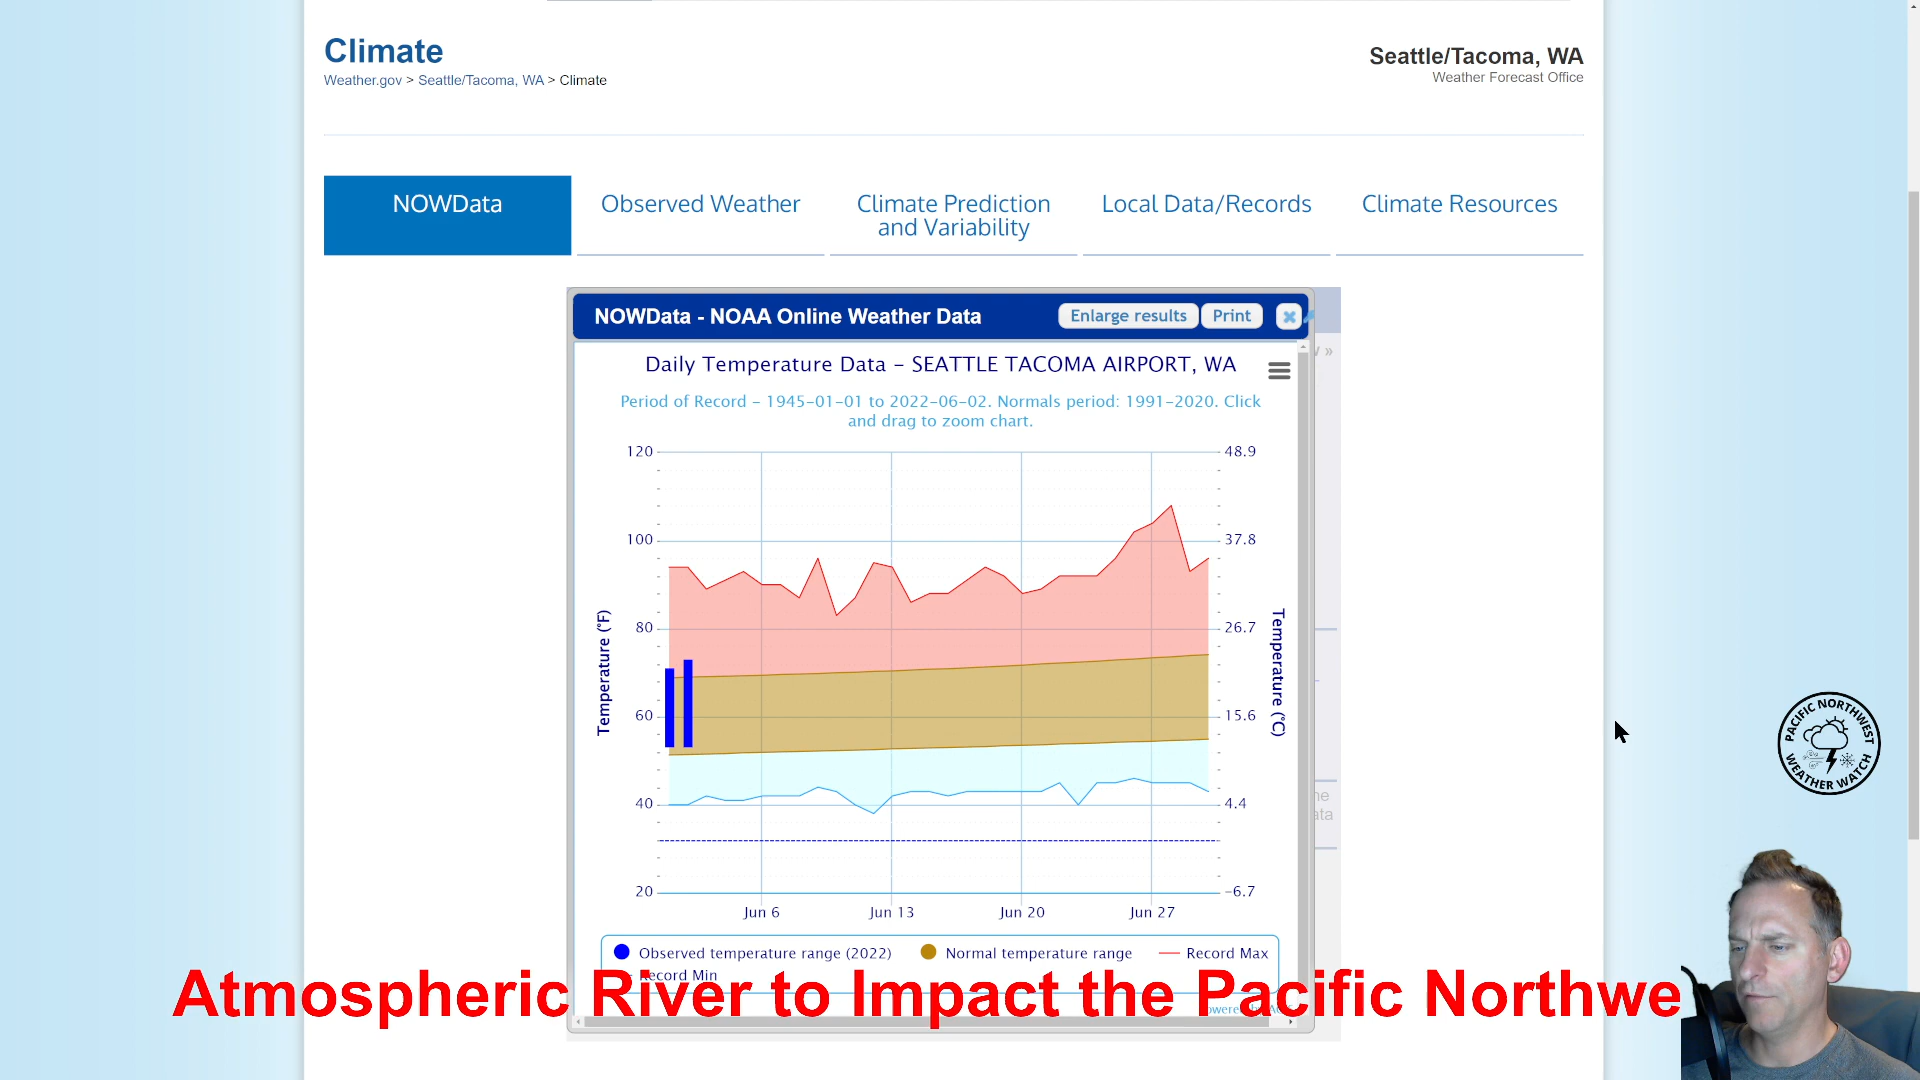 Climate
Weather.gov > Seattle/Tacoma, WA > Climate
Seattle/Tacoma, WA
Weather Forecast Office
NOWData
Observed Weather
Climate Prediction
and Variability
Local Data/Records
Climate Resources
NOWData - NOAA Online Weather Data
Enlarge results
Print
Daily Temperature Data – SEATTLE TACOMA AIRPORT, WA
Period of Record – 1945-01-01 to 2022-06-02. Normals period: 1991-2020. Click
and drag to zoom chart.
120
100
80
60
40
20
Temperature (°F)
48.9
37.8
26.7
15.6
4.4
-6.7
Temperature (°C)
Jun 6
Jun 13
Jun 20
Jun 27
Observed temperature range (2022)
Normal temperature range
Record Max
Record Min
Atmospheric River to Impact the Pacific Northwe
PACIFIC NORTHWEST
WEATHER WATCH